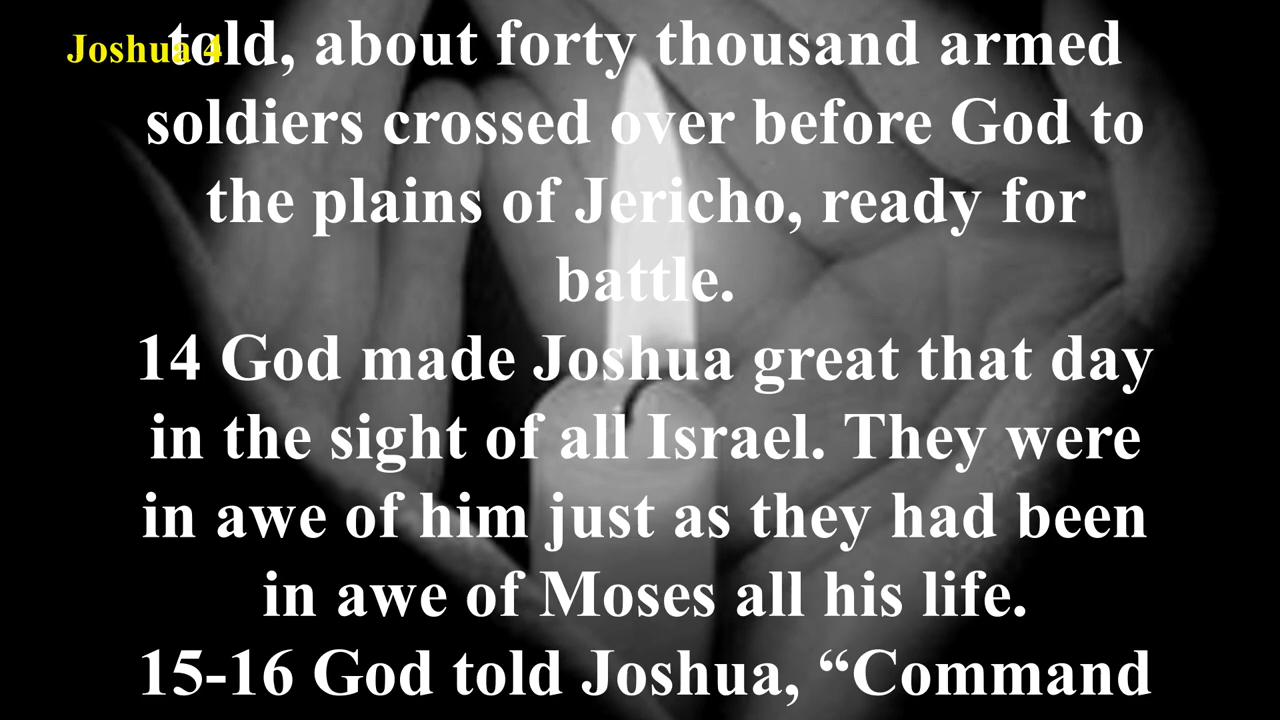 Joshua 4
told, about forty thousand armed
soldiers crossed over before God to
the plains of Jericho, ready for
battle.
14 God made Joshua great that day
in the sight of all Israel. They were
in awe of him just as they had been
in awe of Moses all his life.
15-16 God told Joshua, “Command